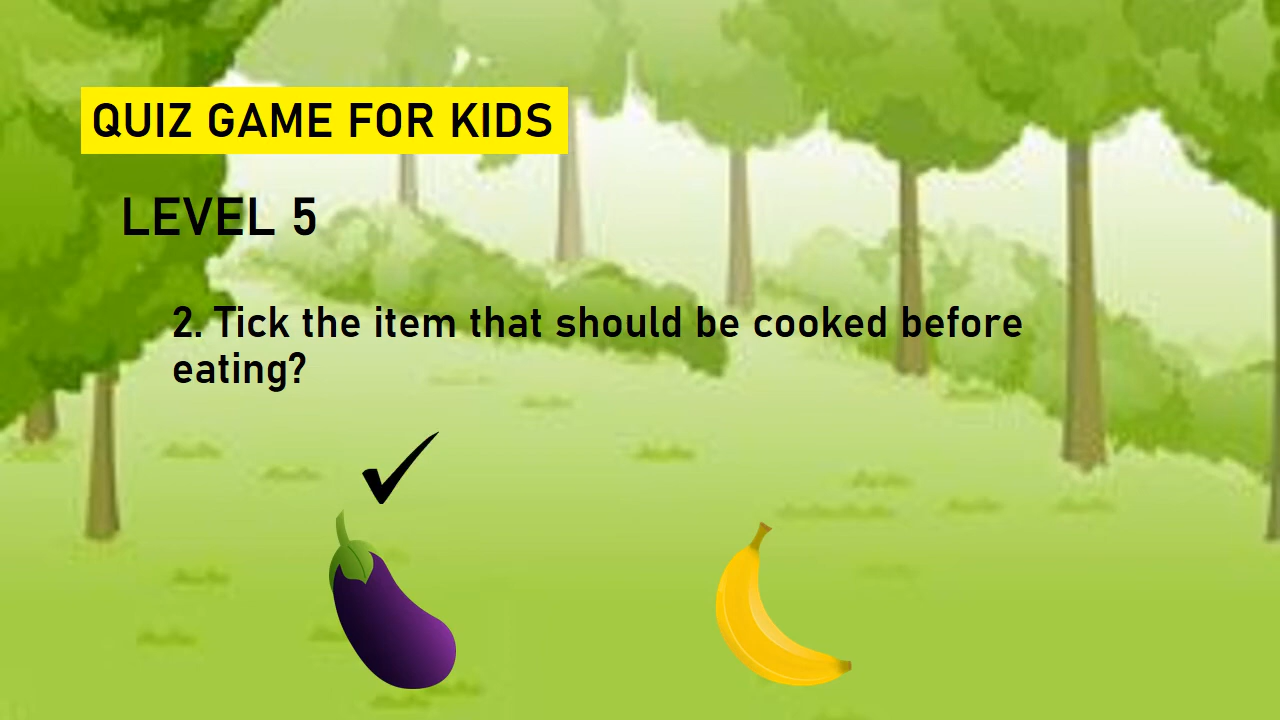 QUIZ GAME FOR KIDS
LEVEL 5
2. Tick the item that should be cooked before
eating?